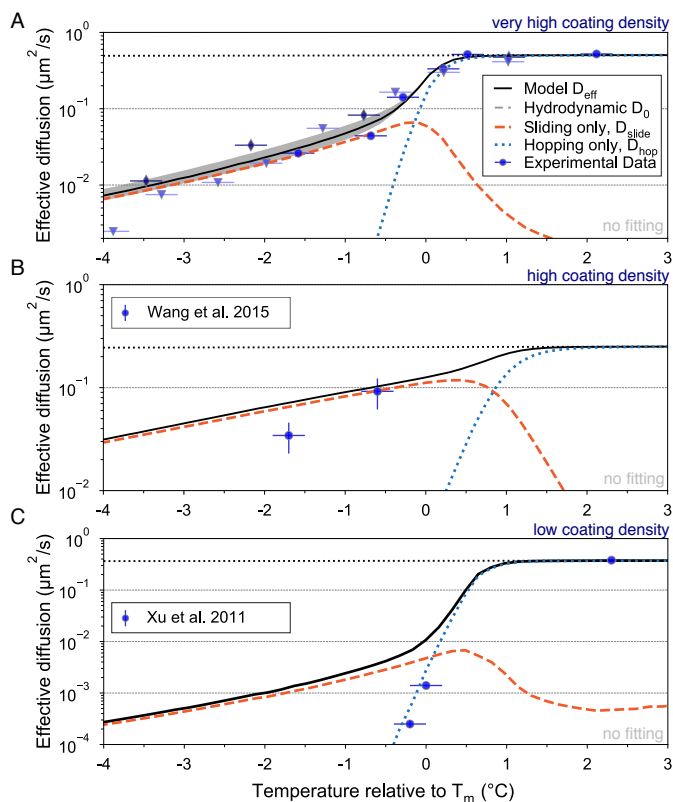 A
very high coating density
Effective diffusion (μm²/s)
10⁰
10⁻¹
10⁻²
Model D_eff
Hydrodynamic D₀
Sliding only, D_slide
Hopping only, D_hop
Experimental Data
no fitting
-4 -3 -2 -1 0 1 2 3
B
high coating density
Effective diffusion (μm²/s)
10⁰
10⁻¹
10⁻²
Wang et al. 2015
no fitting
-4 -3 -2 -1 0 1 2 3
C
low coating density
Effective diffusion (μm²/s)
10⁰
10⁻¹
10⁻²
10⁻³
10⁻⁴
Xu et al. 2011
no fitting
-4 -3 -2 -1 0 1 2 3
Temperature relative to T_m (°C)